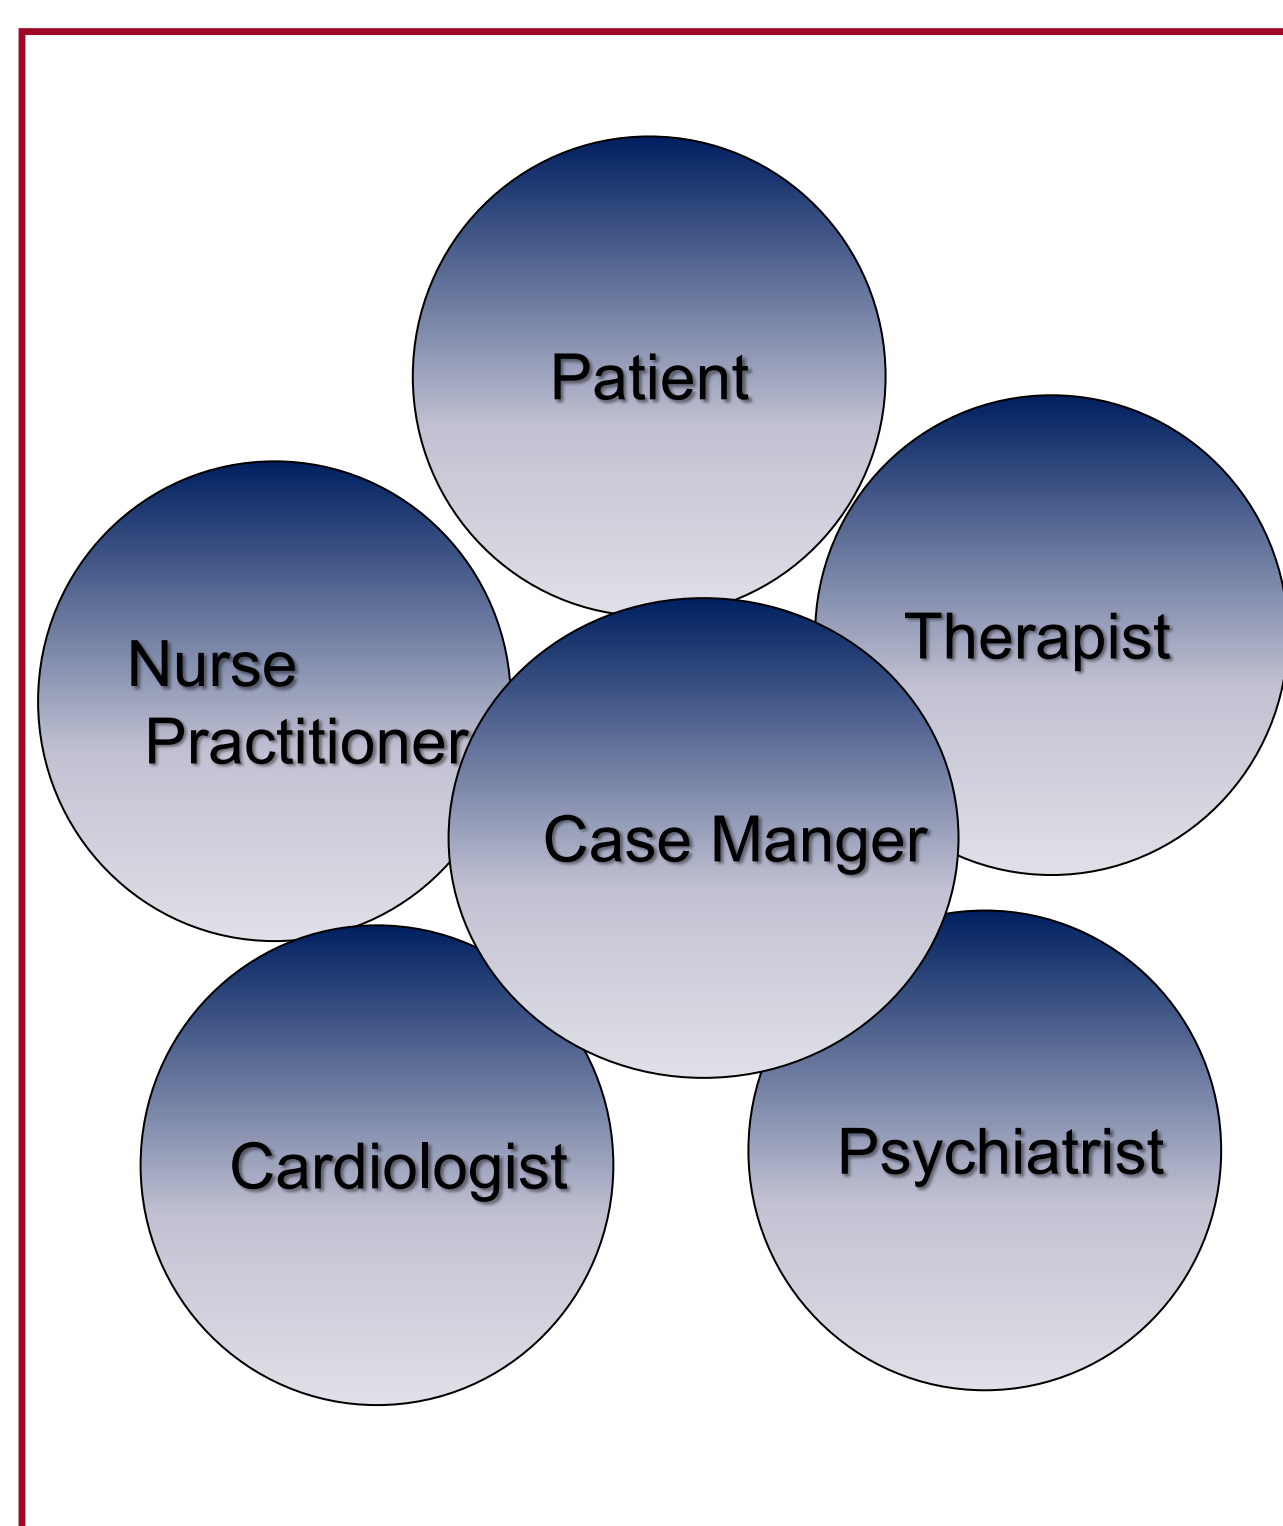 Patient
Therapist
Nurse
Practitioner
Case Manger
Cardiologist
Psychiatrist